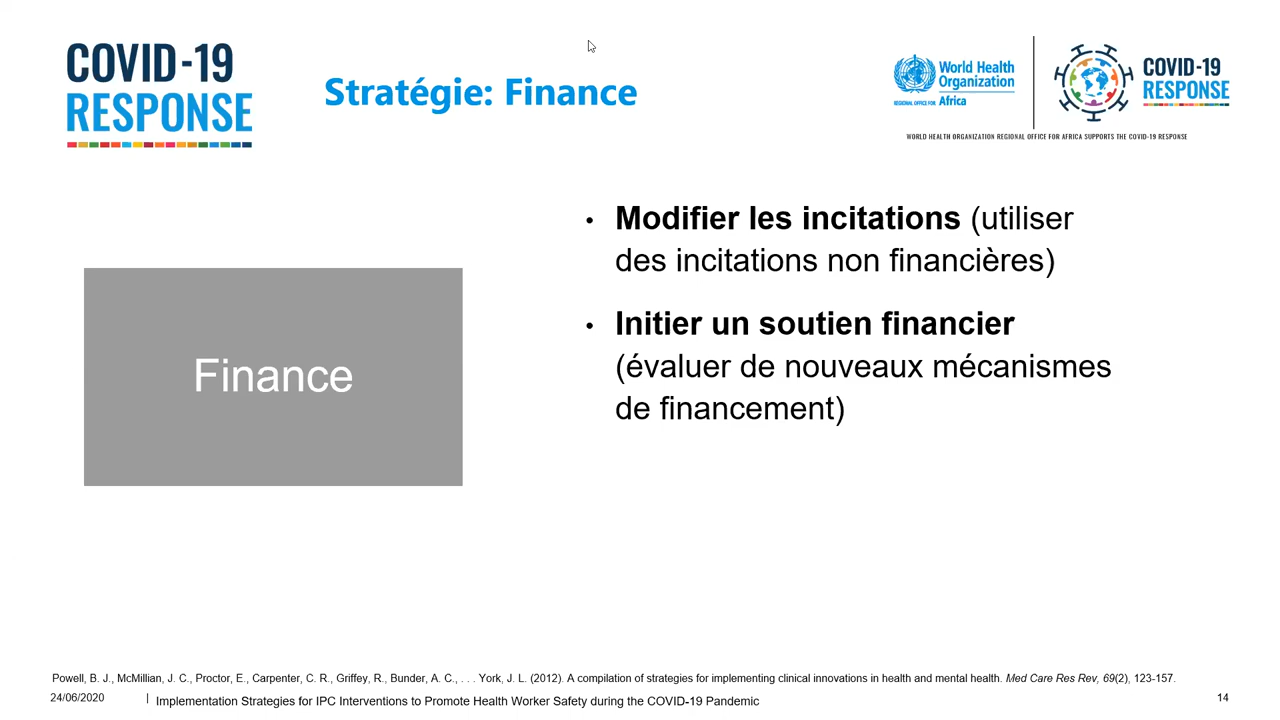 COVID-19
RESPONSE
Stratégie: Finance
World Health
Organization
REGIONAL OFFICE FOR Africa
COVID-19
RESPONSE
WORLD HEALTH ORGANIZATION REGIONAL OFFICE FOR AFRICA SUPPORTS THE COVID-19 RESPONSE
Finance
• Modifier les incitations (utiliser
des incitations non financières)
• Initier un soutien financier
(évaluer de nouveaux mécanismes
de financement)
Powell, B. J., McMillian, J. C., Proctor, E., Carpenter, C. R., Griffey, R., Bunder, A. C., . . . York, J. L. (2012). A compilation of strategies for implementing clinical innovations in health and mental health. Med Care Res Rev, 69(2), 123-157.
24/06/2020 | Implementation Strategies for IPC Interventions to Promote Health Worker Safety during the COVID-19 Pandemic 14